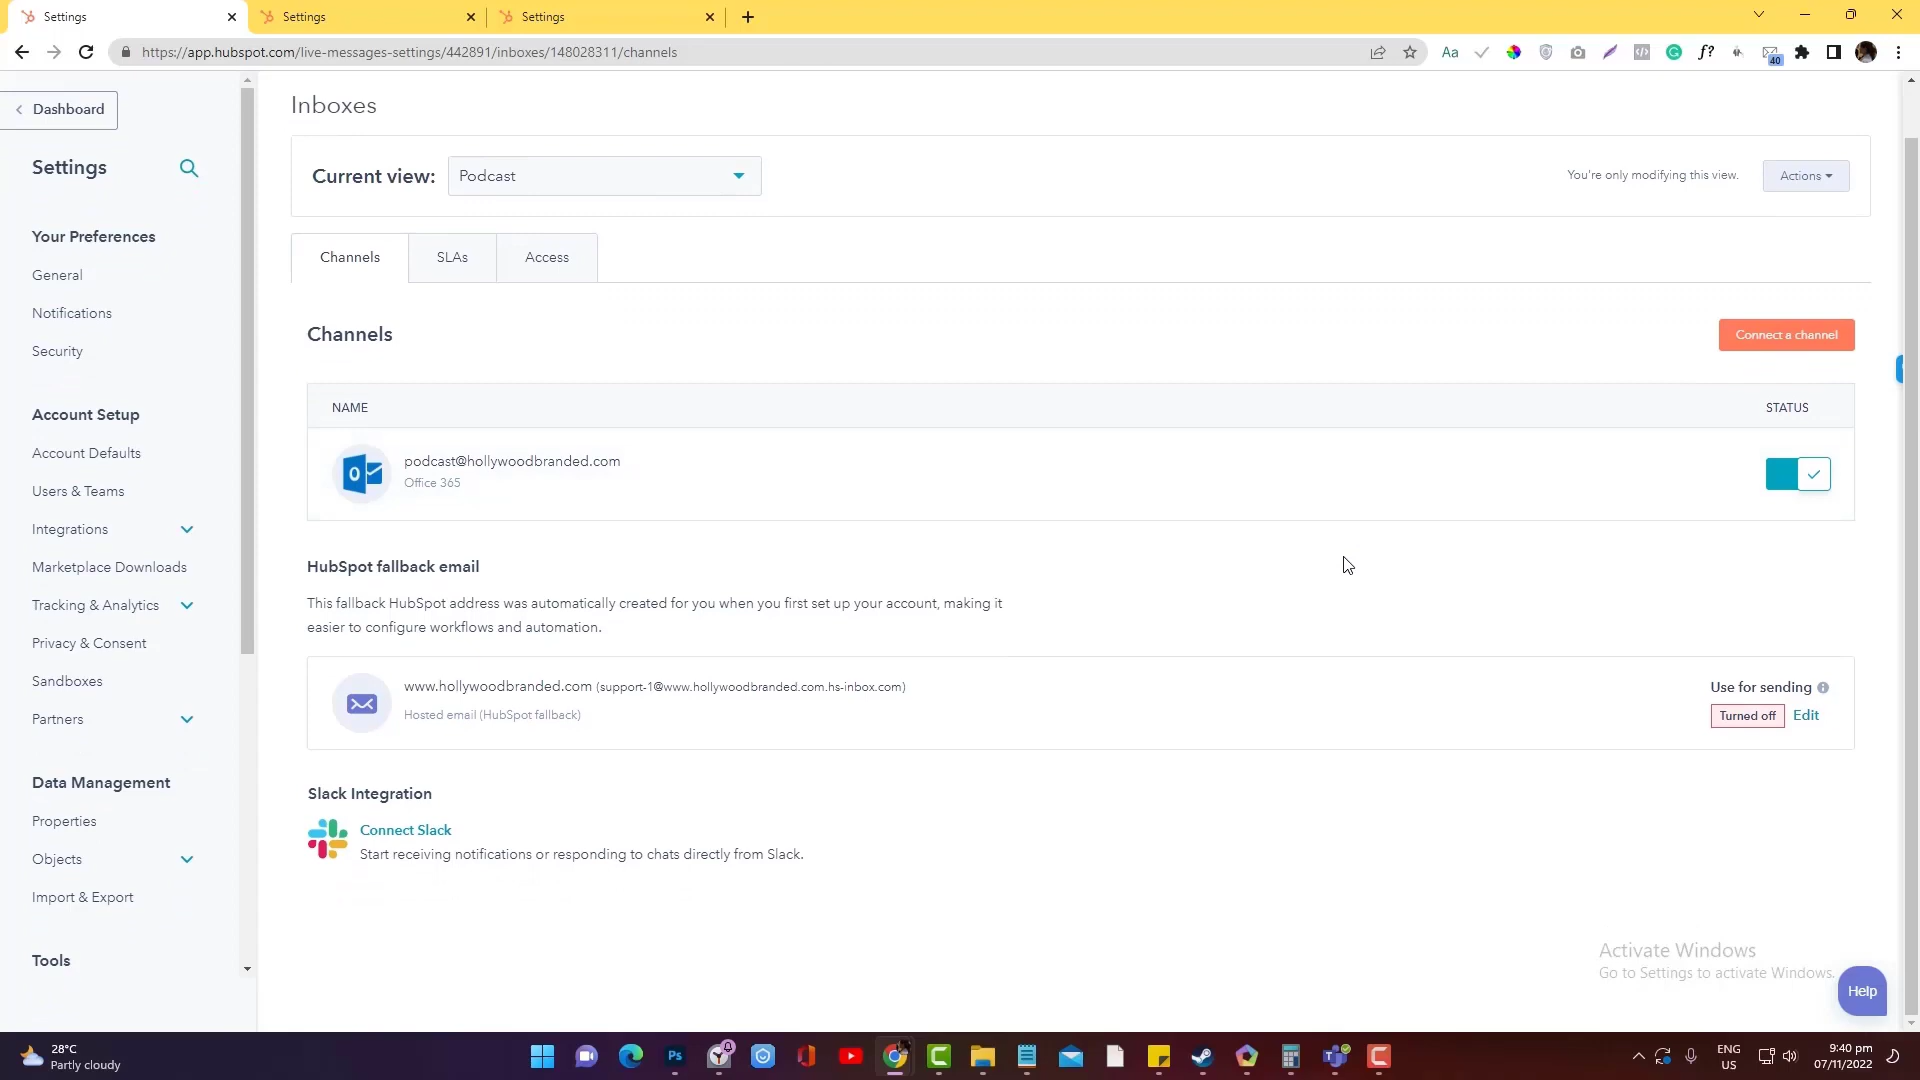 Settings
Settings
Settings
https://app.hubspot.com/live-messages-settings/442891/inboxes/148028311/channels
Aa
f?
40
Dashboard
Settings
Your Preferences
General
Notifications
Security
Account Setup
Account Defaults
Users & Teams
Integrations
Marketplace Downloads
Tracking & Analytics
Privacy & Consent
Sandboxes
Partners
Data Management
Properties
Objects
Import & Export
Tools
Inboxes
Current view:
Podcast
You're only modifying this view.
Actions
Channels
SLAs
Access
Channels
Connect a channel
NAME
STATUS
podcast@hollywoodbranded.com
Office 365
HubSpot fallback email
This fallback HubSpot address was automatically created for you when you first set up your account, making it
easier to configure workflows and automation.
www.hollywoodbranded.com (support-1@www.hollywoodbranded.com.hs-inbox.com)
Hosted email (HubSpot fallback)
Use for sending
Turned off
Edit
Slack Integration
Connect Slack
Start receiving notifications or responding to chats directly from Slack.
Activate Windows
Go to Settings to activate Windows.
Help
28°C
Partly cloudy
Ps
ENG
US
9:40 pm
07/11/2022